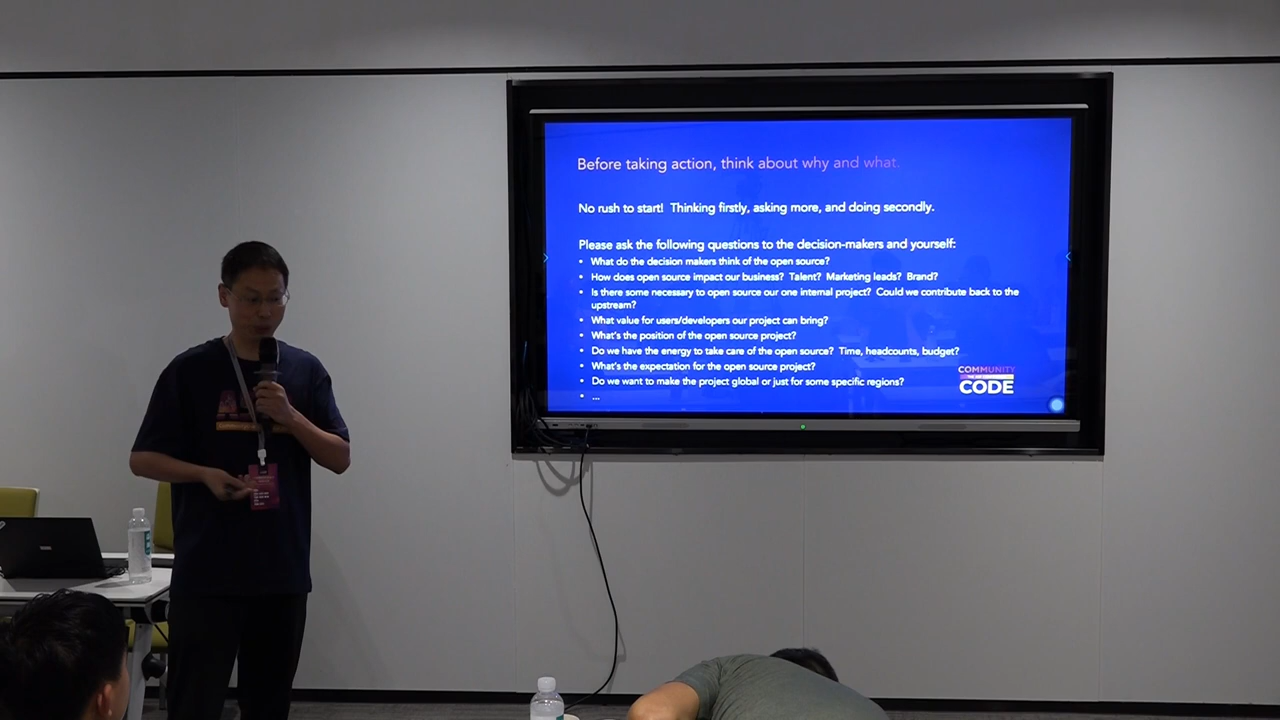 Before taking action, think about why and what.
No rush to start! Thinking firstly, asking more, and doing secondly.
Please ask the following questions to the decision-makers and yourself:
• What do the decision makers think of the open source?
• How does open source impact our business? Talent? Marketing leads? Brand?
• Is there some necessary to open source our one internal project? Could we contribute back to the
upstream?
• What value for users/developers our project can bring?
• What's the position of the open source project?
• Do we have the energy to take care of the open source? Time, headcounts, budget?
• What's the expectation for the open source project?
• Do we want to make the project global or just for some specific regions?
• ...
COMMUNITY
CODE